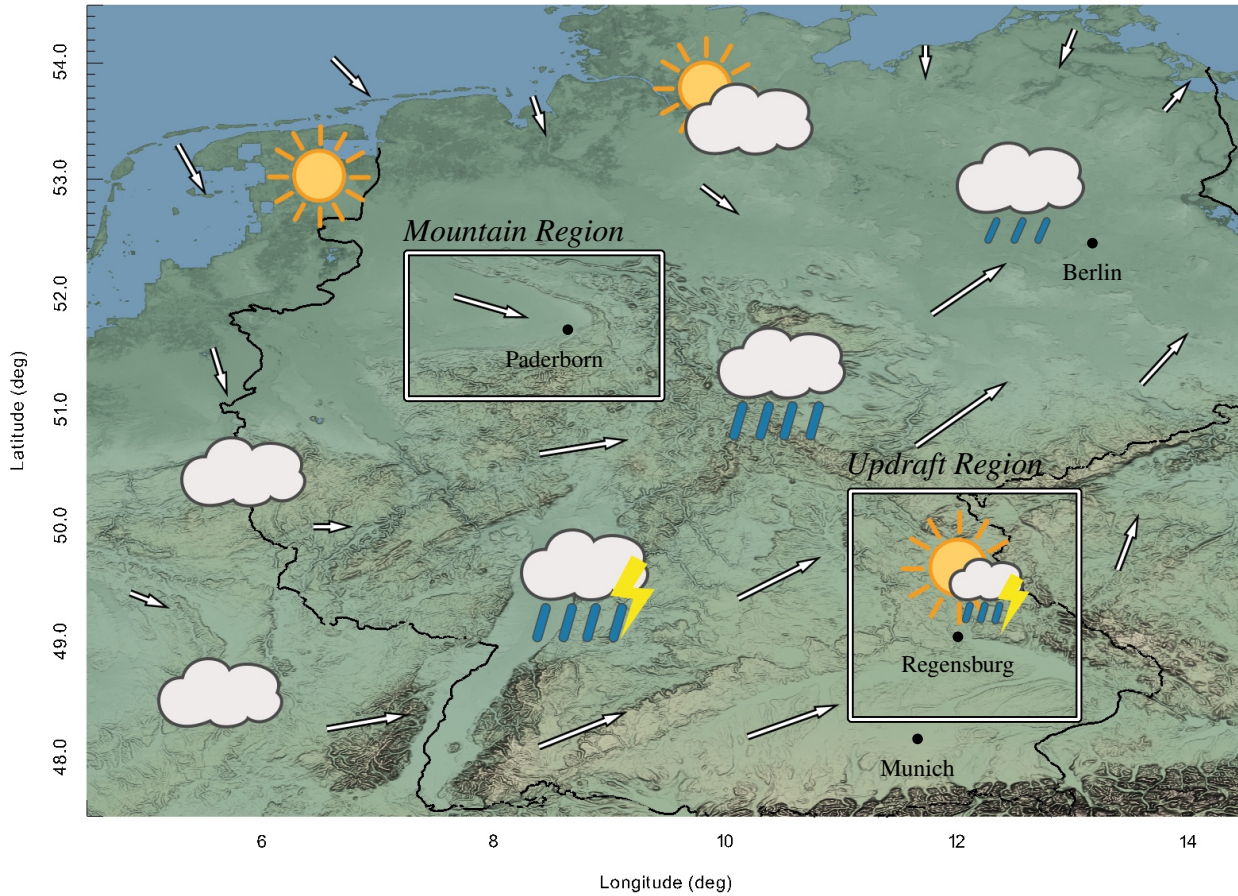 54.0
53.0
52.0
51.0
50.0
49.0
48.0
Latitude (deg)
Mountain Region
Paderborn
Berlin
Updraft Region
Regensburg
Munich
6
8
10
12
14
Longitude (deg)